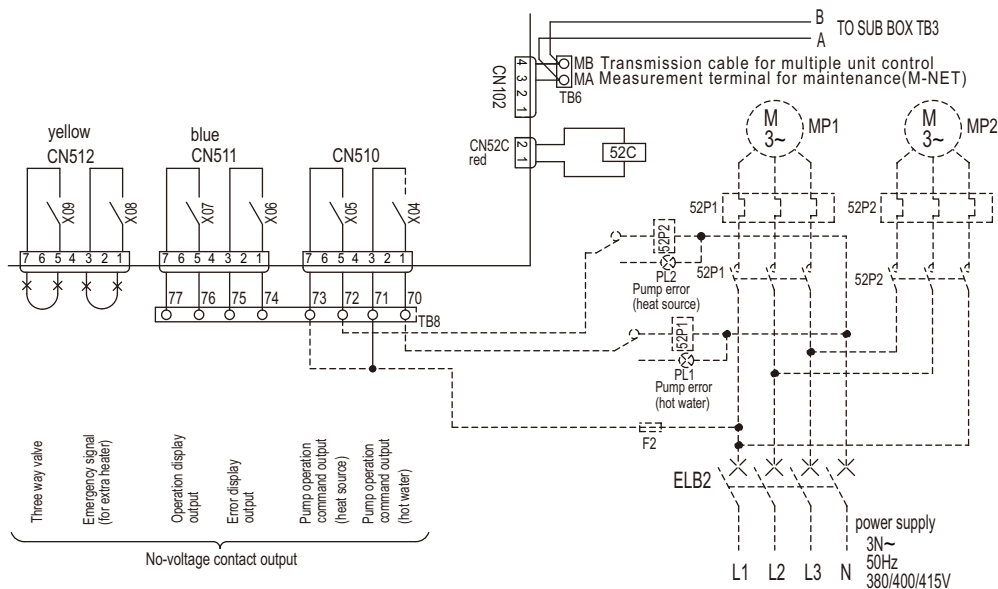 B
TO SUB BOX TB3
A
CN102
4
3
2
1
MB Transmission cable for multiple unit control
MA Measurement terminal for maintenance(M-NET)
TB6
yellow
CN512
blue
CN511
CN510
CN52C
red
2
1
52C
M
3~
MP1
M
3~
MP2
X09
X08
X07
X06
X05
X04
7 6 5 4 3 2 1
7 6 5 4 3 2 1
7 6 5 4 3 2 1
52P1
52P2
52P2
PL2
Pump error
(heat source)
52P1
52P2
77 76 75 74 73 72 71 70
TB8
52P1
PL1
Pump error
(hot water)
F2
ELB2
Three way valve
Emergency signal
(for extra heater)
Operation display
output
Error display
output
Pump operation
command output
(heat source)
Pump operation
command output
(hot water)
No-voltage contact output
L1 L2 L3 N
power supply
3N~
50Hz
380/400/415V